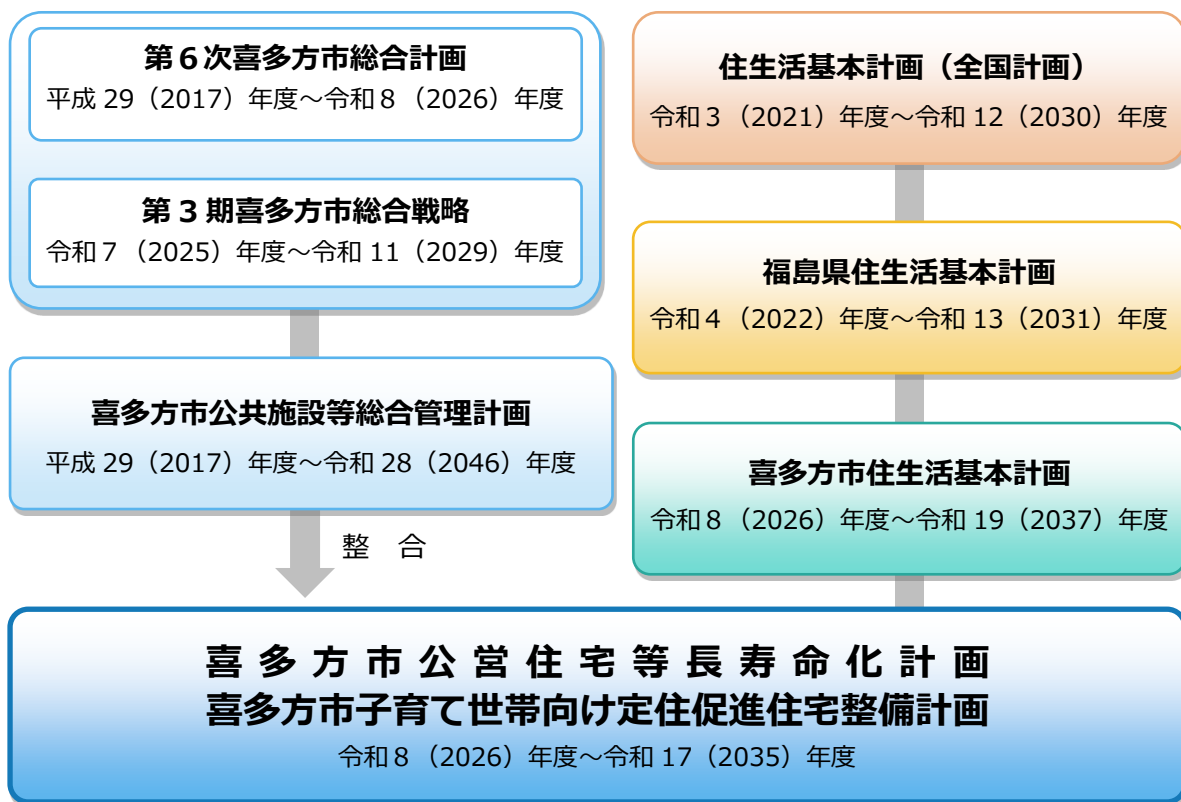 第6次喜多方市総合計画
平成 29（2017）年度～令和8（2026）年度
第3期喜多方市総合戦略
令和7（2025）年度～令和 11（2029）年度
喜多方市公共施設等総合管理計画
平成 29（2017）年度～令和 28（2046）年度
整　合
住生活基本計画（全国計画）
令和3（2021）年度～令和 12（2030）年度
福島県住生活基本計画
令和4（2022）年度～令和 13（2031）年度
喜多方市住生活基本計画
令和8（2026）年度～令和 19（2037）年度
喜多方市公営住宅等長寿命化計画
喜多方市子育て世帯向け定住促進住宅整備計画
令和8（2026）年度～令和 17（2035）年度